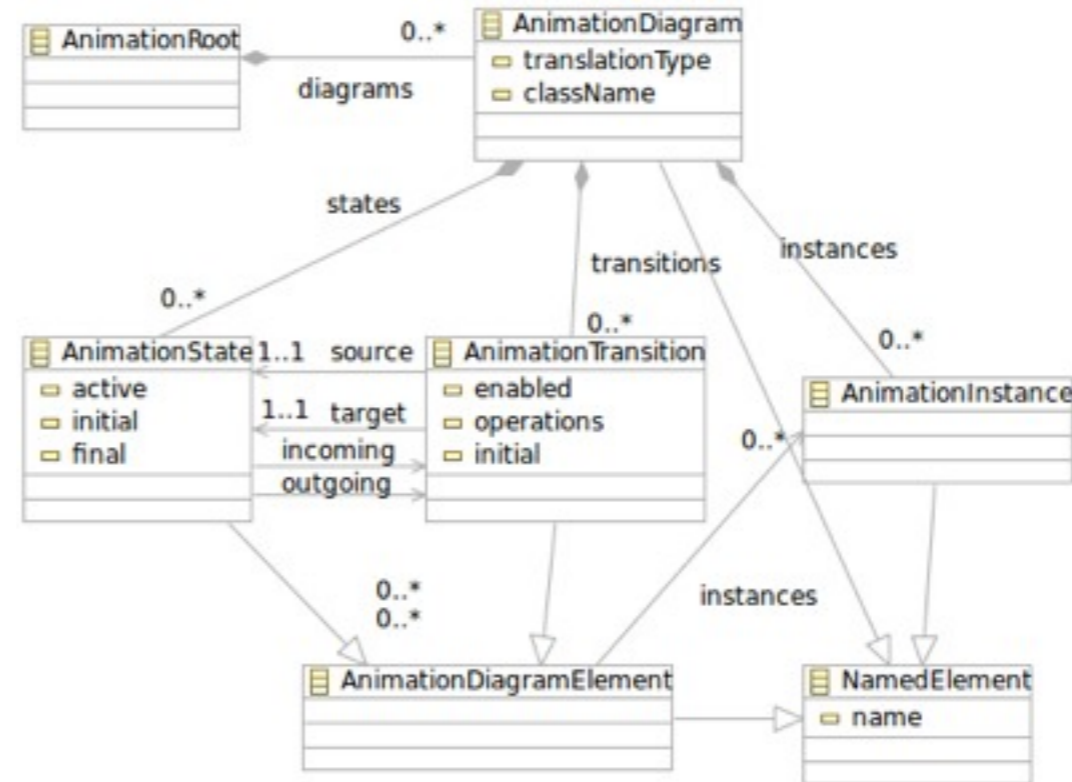 AnimationRoot
0..*
diagrams
AnimationDiagram
translationType
className
states
transitions
instances
0..*
0..*
0..*
AnimationState
active
initial
final
1..1 source
1..1 target
incoming
outgoing
AnimationTransition
enabled
operations
initial
AnimationInstance
0..*
0..*
0..*
instances
AnimationDiagramElement
NamedElement
name